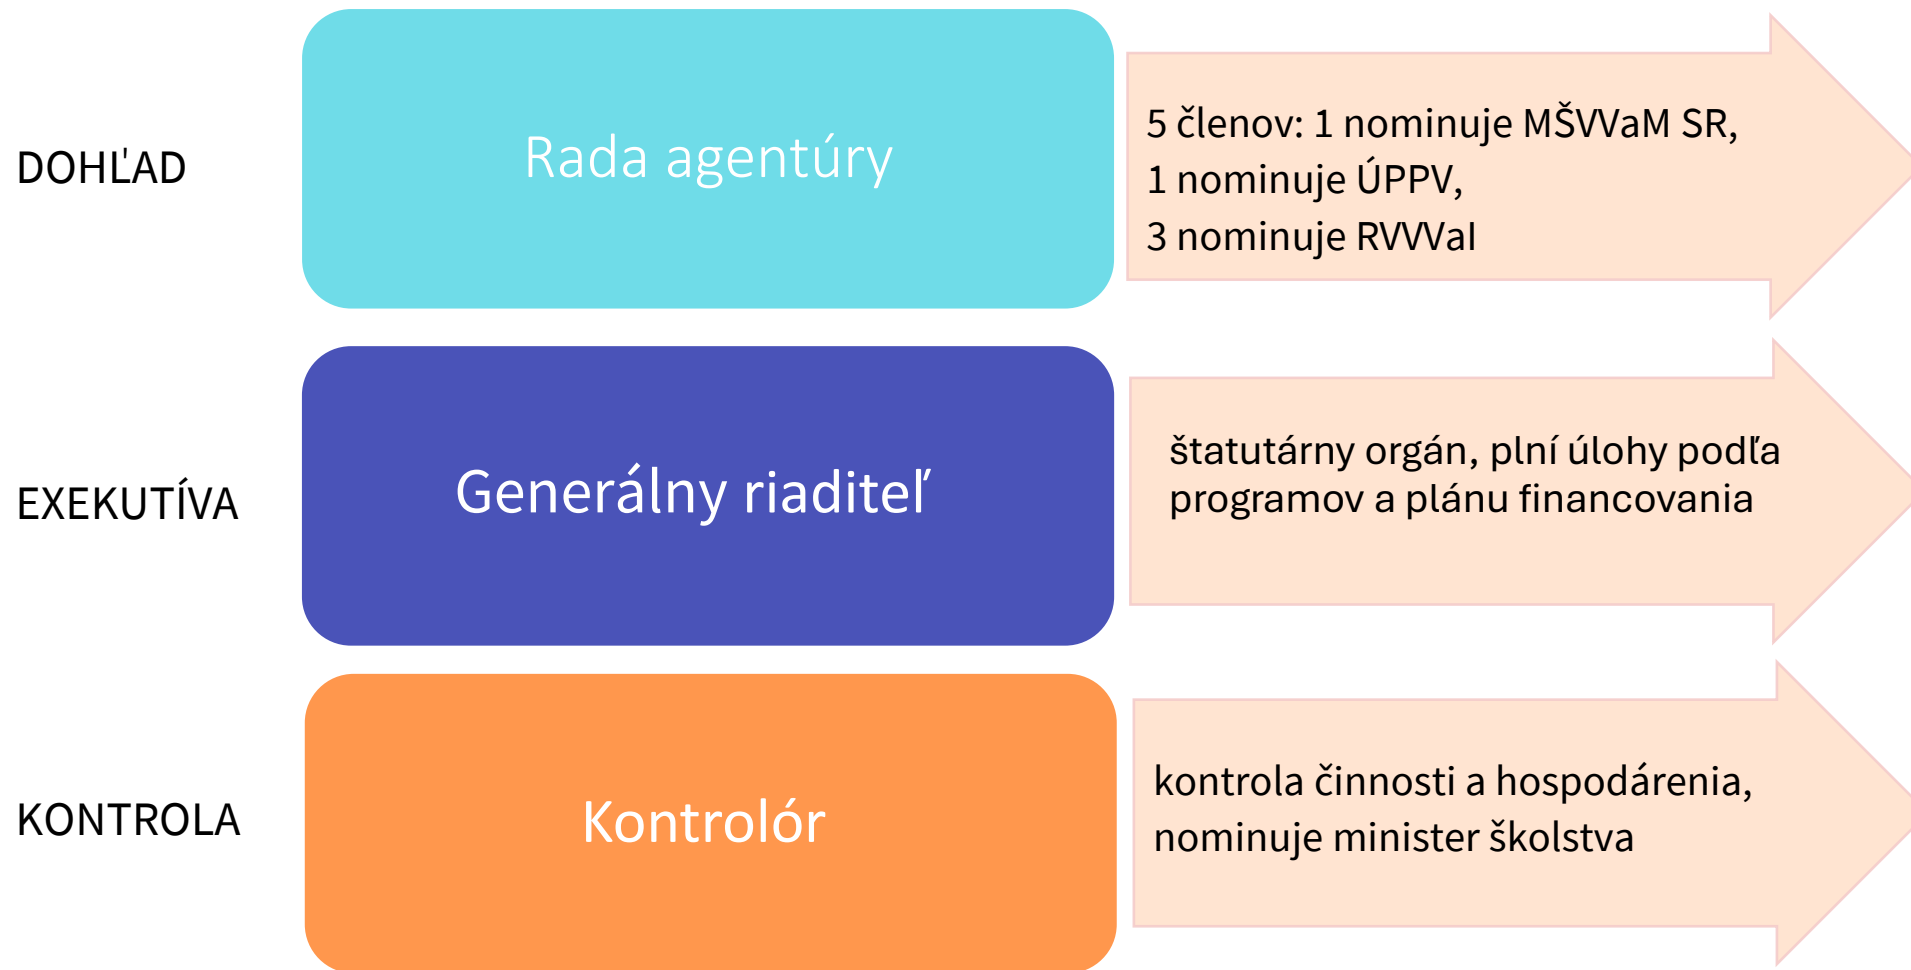 DOHĽAD
Rada agentúry
5 členov: 1 nominuje MŠVVaM SR,
1 nominuje ÚPPV,
3 nominuje RVVVaI
EXEKUTÍVA
Generálny riaditeľ
štatutárny orgán, plní úlohy podľa
programov a plánu financovania
KONTROLA
Kontrolór
kontrola činnosti a hospodárenia,
nominuje minister školstva